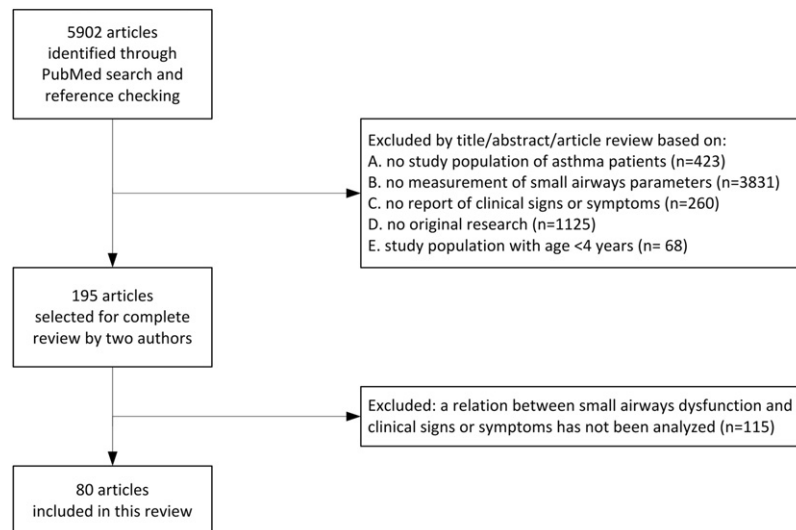 5902 articles
identified through
PubMed search and
reference checking
Excluded by title/abstract/article review based on:
A. no study population of asthma patients (n=423)
B. no measurement of small airways parameters (n=3831)
C. no report of clinical signs or symptoms (n=260)
D. no original research (n=1125)
E. study population with age <4 years (n= 68)
195 articles
selected for complete
review by two authors
Excluded: a relation between small airways dysfunction and
clinical signs or symptoms has not been analyzed (n=115)
80 articles
included in this review